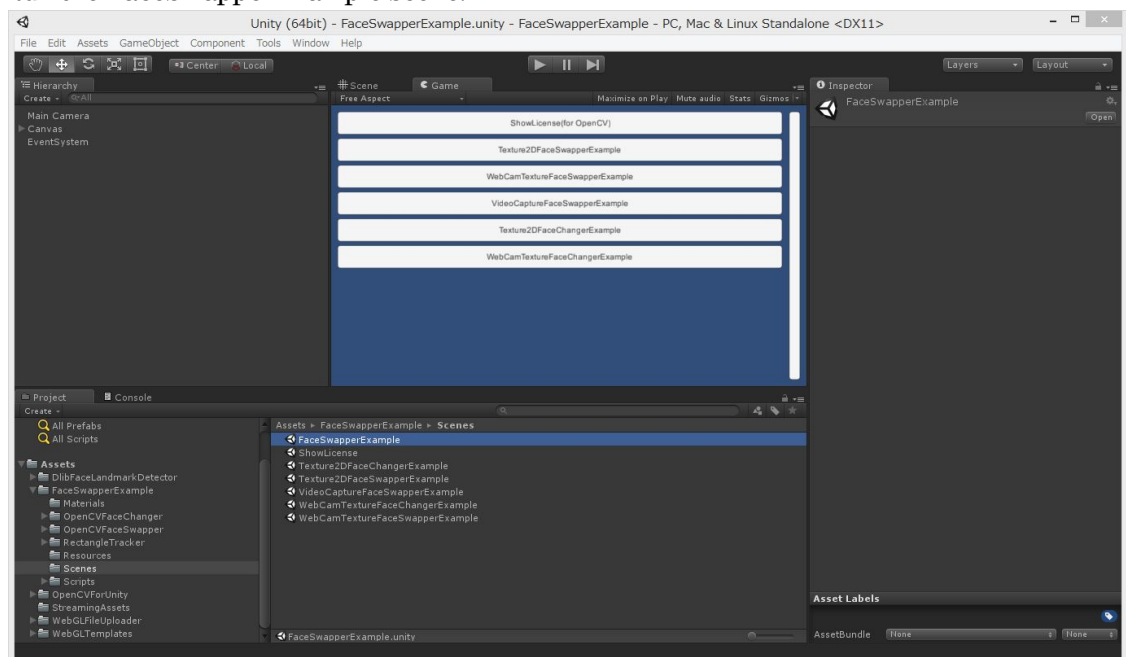 Unity (64bit) - FaceSwapperExample.unity - FaceSwapperExample - PC, Mac & Linux Standalone <DX11>
File Edit Assets GameObject Component Tools Window Help
Center Local Layers Layout
Hierarchy
Create All
Main Camera
Canvas
EventSystem
Scene Game
Free Aspect Maximize on Play Mute audio Stats Gizmos
ShowLicense(for OpenCV)
Texture2DFaceSwapperExample
WebCamTextureFaceSwapperExample
VideoCaptureFaceSwapperExample
Texture2DFaceChangerExample
WebCamTextureFaceChangerExample
Inspector
FaceSwapperExample
Open
Project Console
Create
All Prefabs
All Scripts
Assets
DlibFaceLandmarkDetector
FaceSwapperExample
Materials
OpenCVFaceChanger
OpenCVFaceSwapper
RectangleTracker
Resources
Scenes
Scripts
OpenCVForUnity
StreamingAssets
WebGLFileUploader
WebGLTemplates
Assets ▸ FaceSwapperExample ▸ Scenes
FaceSwapperExample
ShowLicense
Texture2DFaceChangerExample
Texture2DFaceSwapperExample
VideoCaptureFaceSwapperExample
WebCamTextureFaceChangerExample
WebCamTextureFaceSwapperExample
FaceSwapperExample.unity
Asset Labels
AssetBundle None None